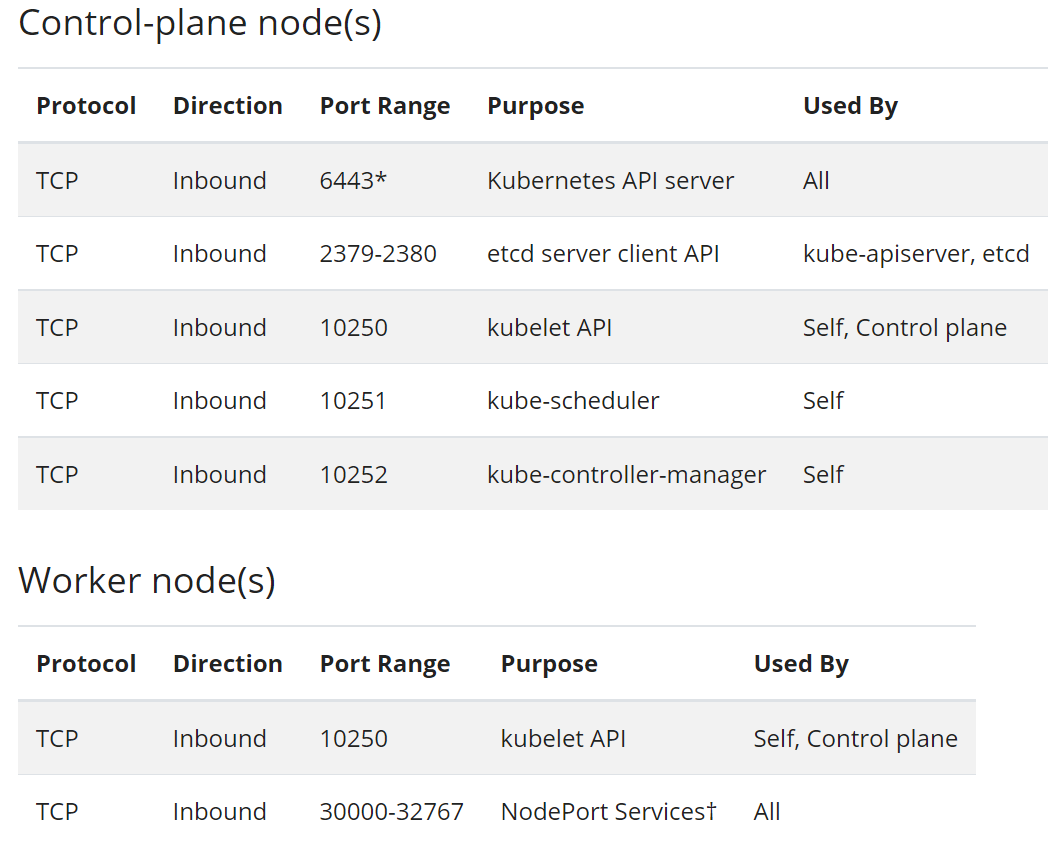 Control-plane node(s)
Protocol Direction Port Range Purpose Used By
TCP Inbound 6443* Kubernetes API server All
TCP Inbound 2379-2380 etcd server client API kube-apiserver, etcd
TCP Inbound 10250 kubelet API Self, Control plane
TCP Inbound 10251 kube-scheduler Self
TCP Inbound 10252 kube-controller-manager Self
Worker node(s)
Protocol Direction Port Range Purpose Used By
TCP Inbound 10250 kubelet API Self, Control plane
TCP Inbound 30000-32767 NodePort Services† All